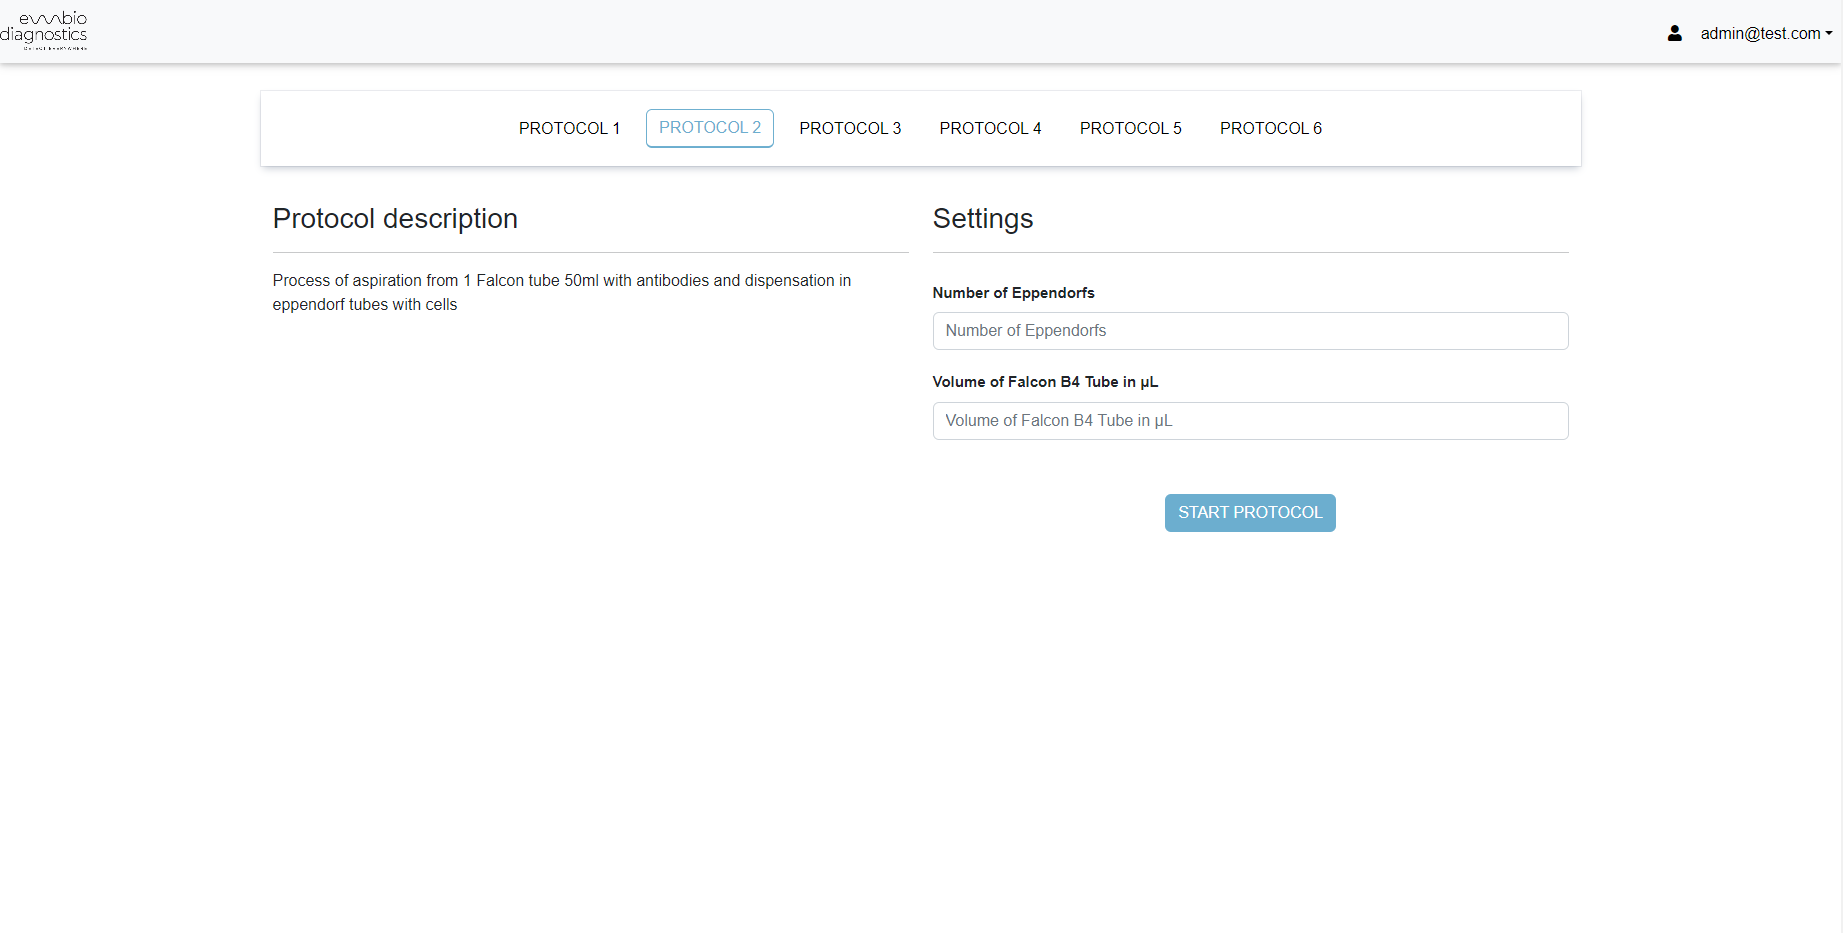 embio
diagnostics
DETECT EVERYWHERE
admin@test.com
PROTOCOL 1
PROTOCOL 2
PROTOCOL 3
PROTOCOL 4
PROTOCOL 5
PROTOCOL 6
Protocol description
Process of aspiration from 1 Falcon tube 50ml with antibodies and dispensation in
eppendorf tubes with cells
Settings
Number of Eppendorfs
Number of Eppendorfs
Volume of Falcon B4 Tube in µL
Volume of Falcon B4 Tube in µL
START PROTOCOL